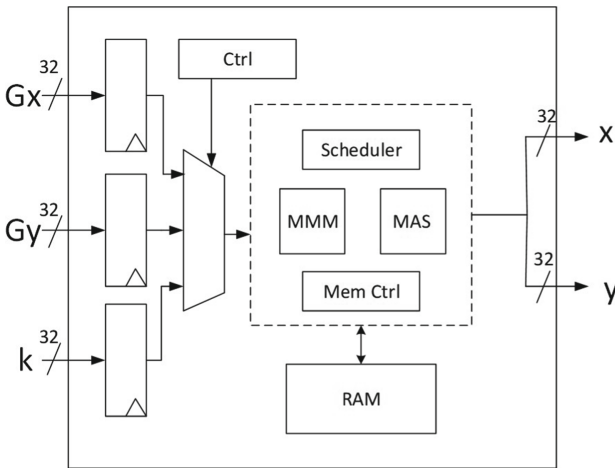 32
Gx
Ctrl
32
x
Scheduler
32
Gy
MMM
MAS
32
y
Mem Ctrl
32
k
RAM